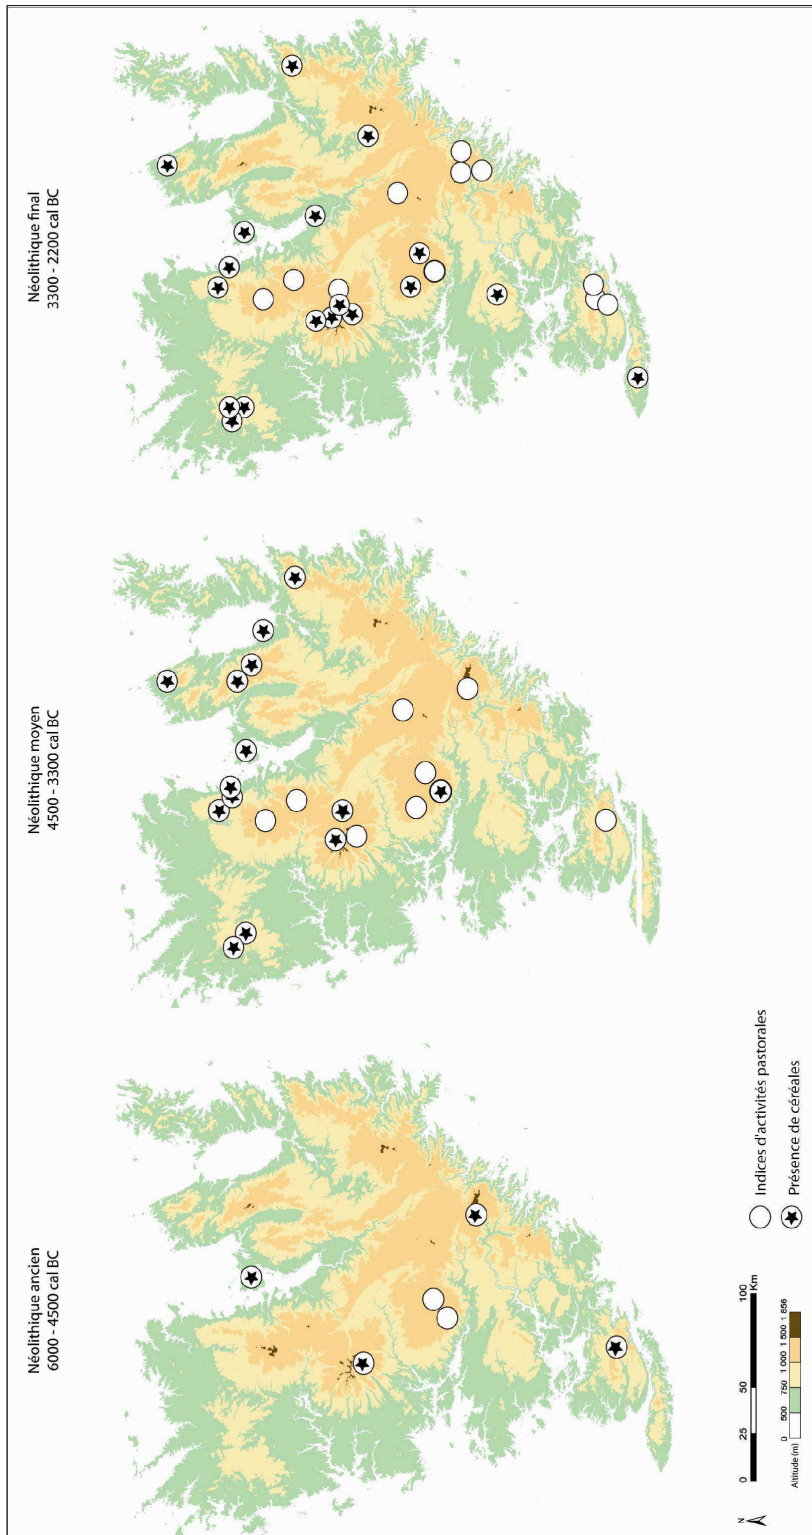 Néolithique ancien
6000 - 4500 cal BC
Néolithique moyen
4500 - 3300 cal BC
Néolithique final
3300 - 2200 cal BC
N
0 25 50 100 Km
Altitude (m) 0 500 750 1 000 1 500 1 856
Indices d'activités pastorales
Présence de céréales